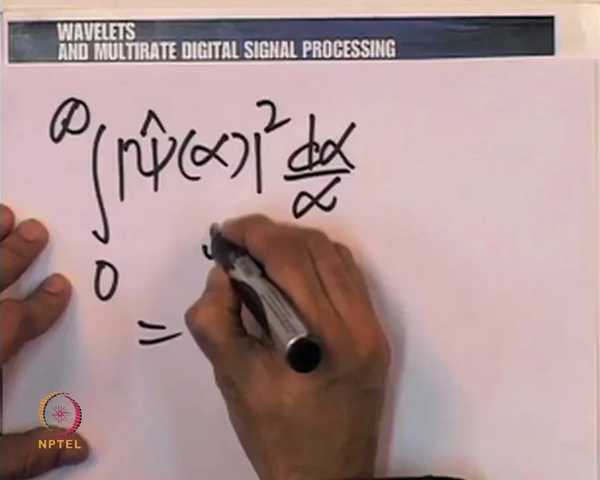 WAVELETS
AND MULTIRATE DIGITAL SIGNAL PROCESSING
∫₀^∞ |ψ̂(α)|² dα/α
=
NPTEL